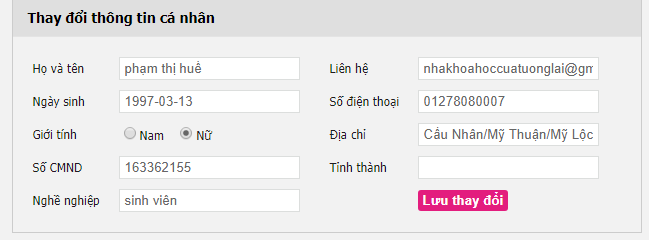 Thay đổi thông tin cá nhân
Họ và tên phạm thị huế Liên hệ nhakhoahoccuatuonglai@gm
Ngày sinh 1997-03-13 Số điện thoại 01278080007
Giới tính Nam Nữ Địa chỉ Cầu Nhân/Mỹ Thuận/Mỹ Lộc
Số CMND 163362155 Tỉnh thành
Nghề nghiệp sinh viên Lưu thay đổi